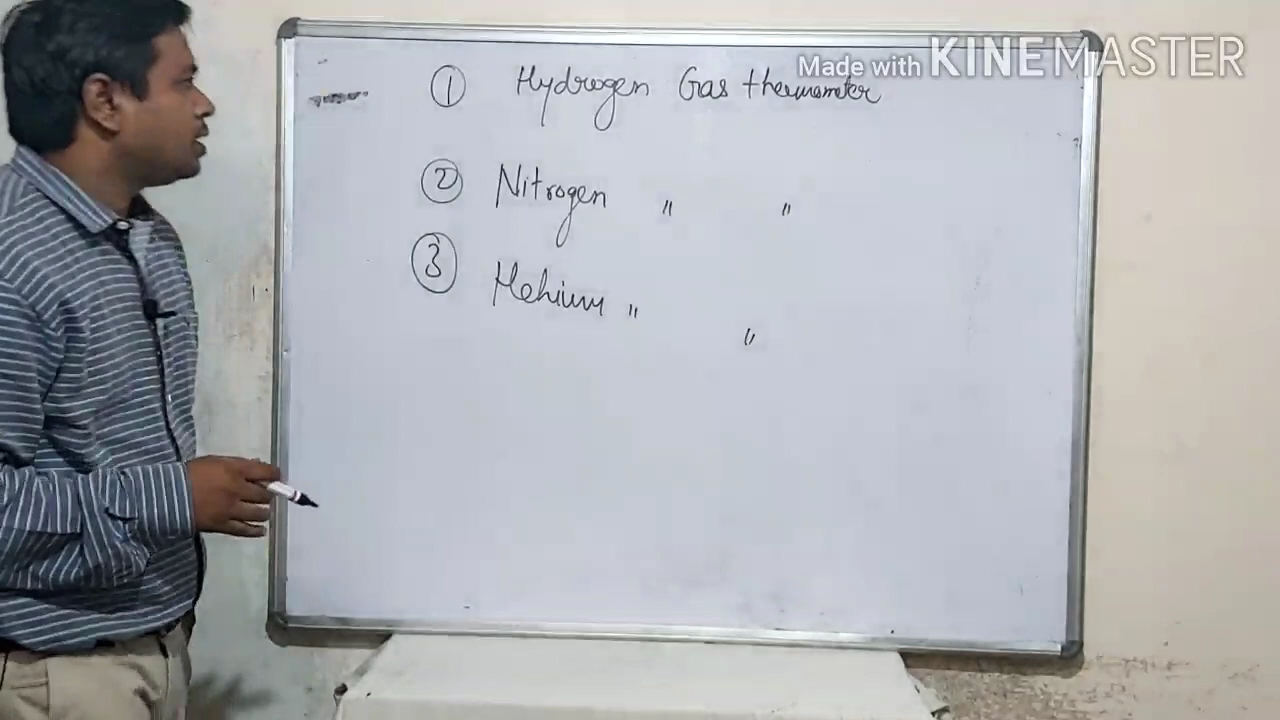 Made with KINEMASTER
① Hydrogen Gas thermometer
② Nitrogen " "
③ Helium " "